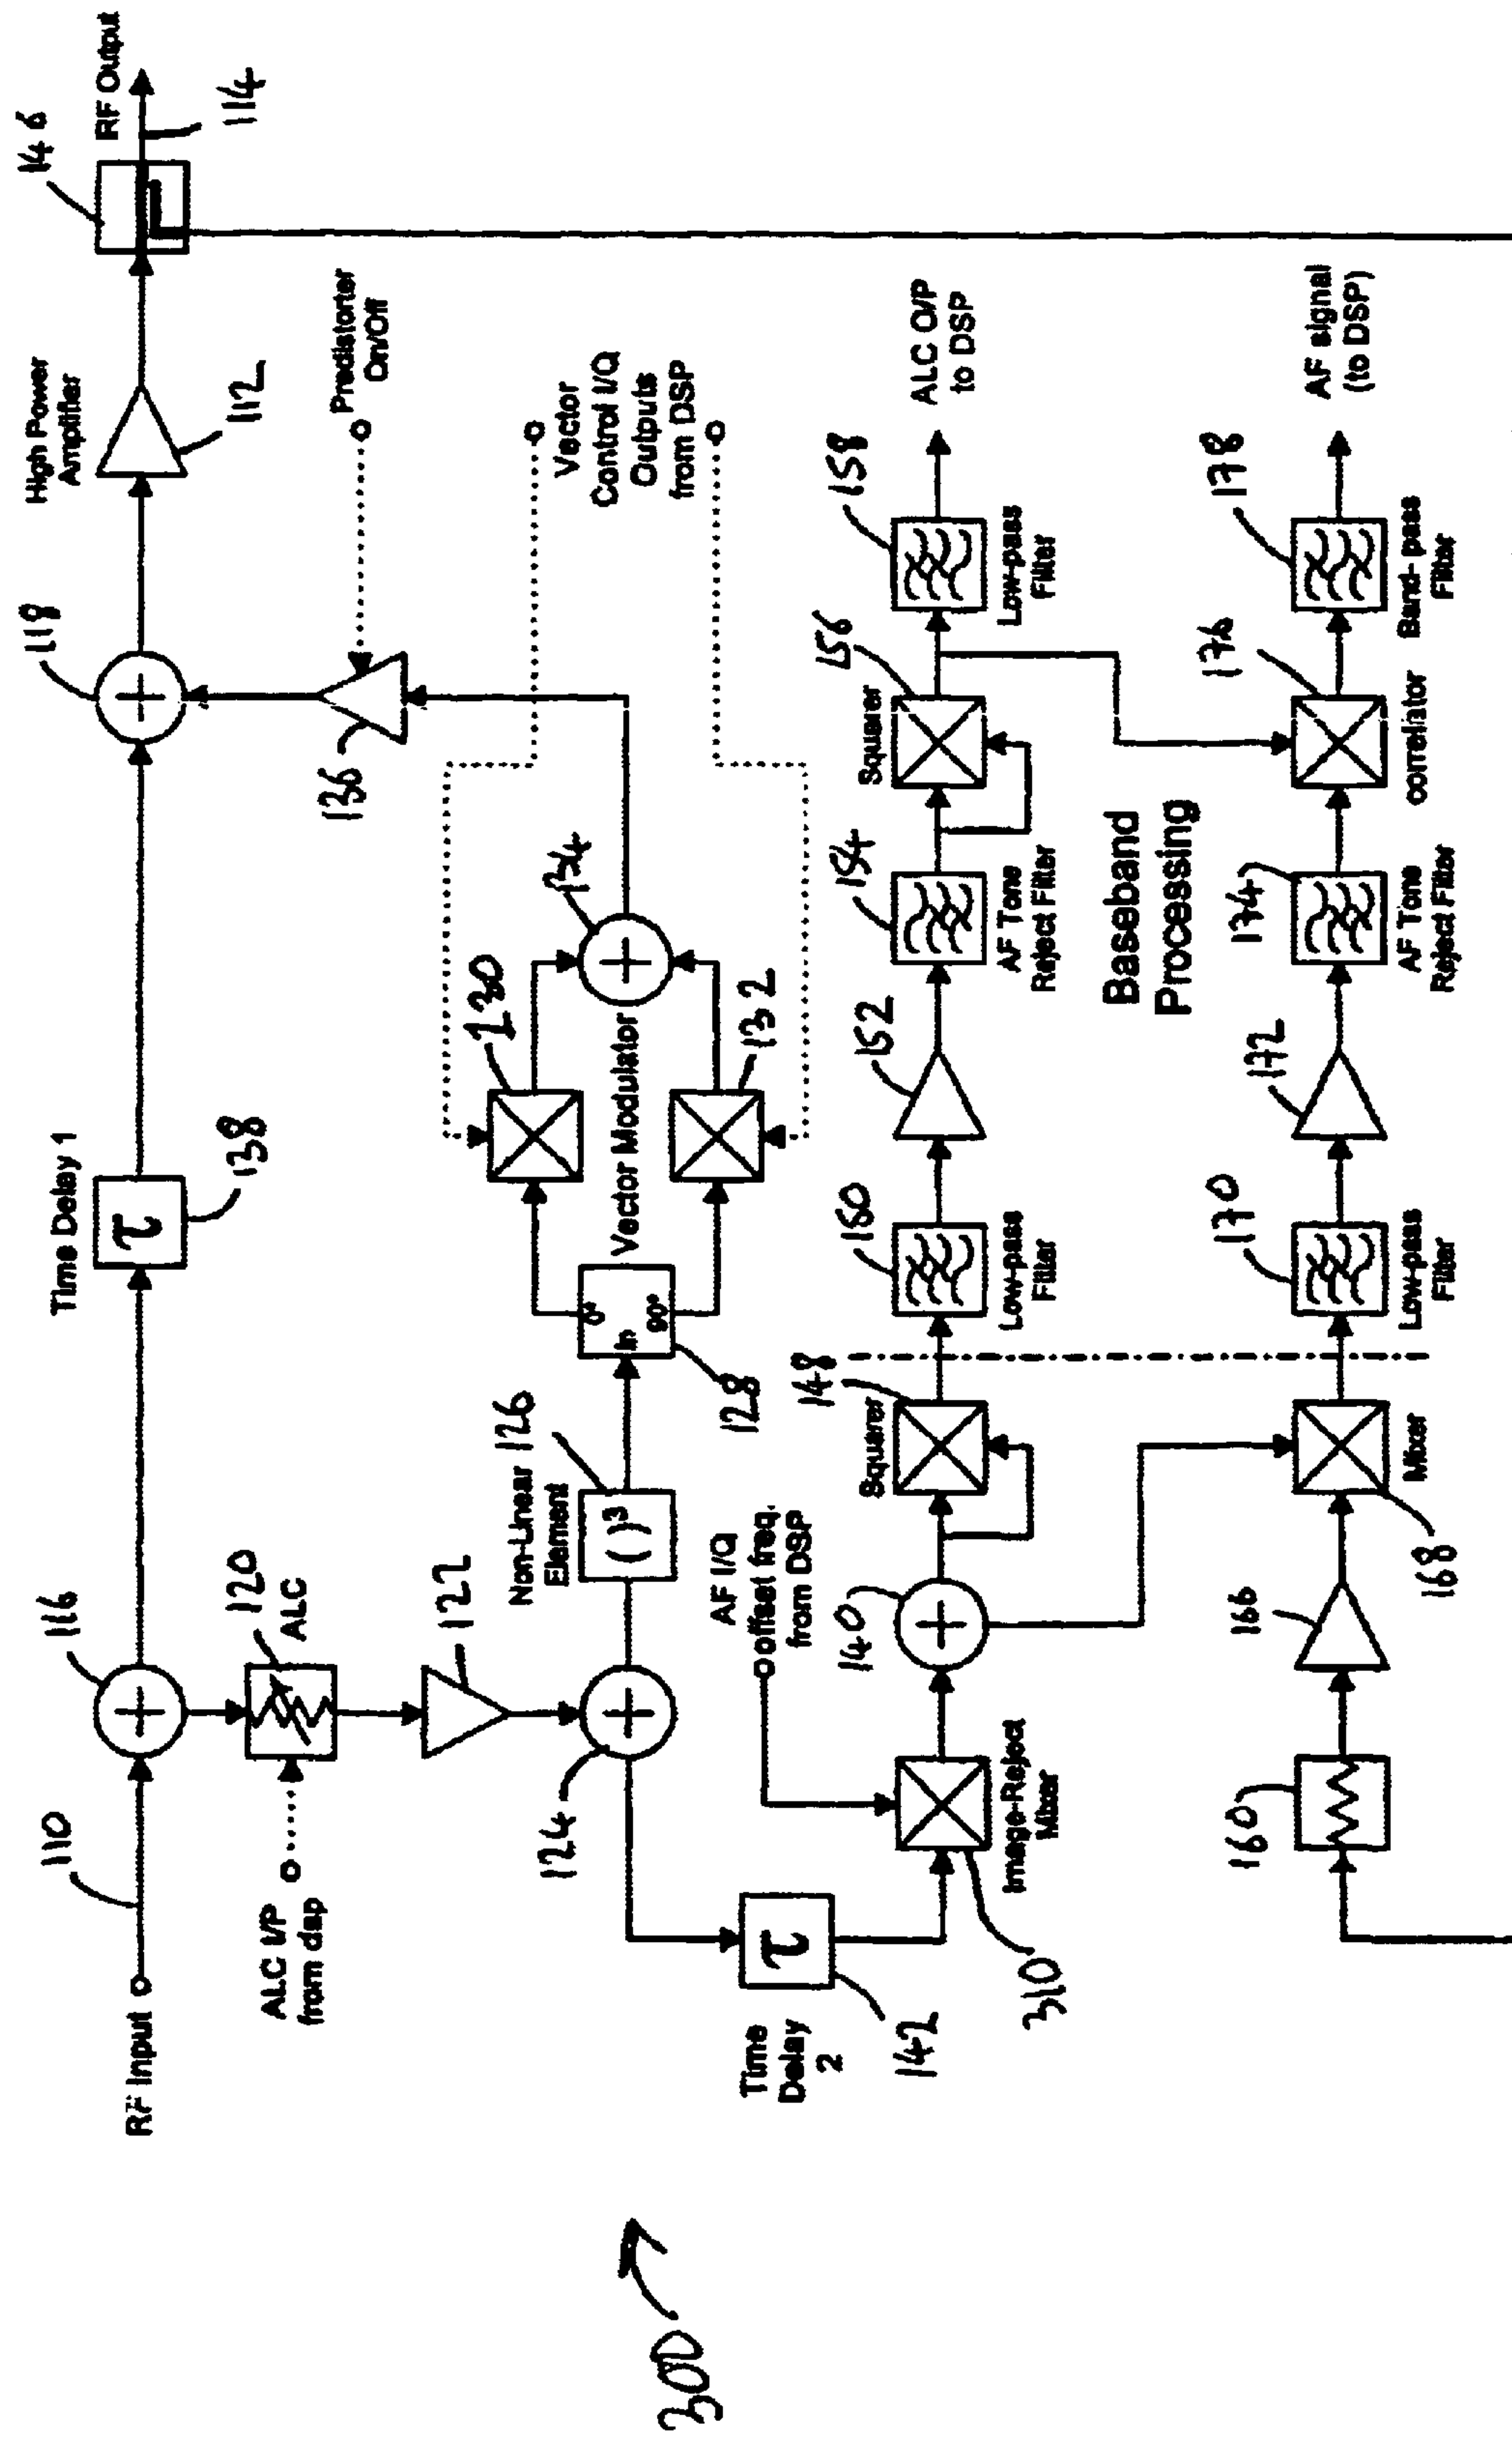 146
RF Output
114
High Power
Amplifier
112
118
Predistorter
On/Off
136
Time Delay 1
τ
138
116
110
RF Input
120
ALC
ALC I/P
from dsp
122
124
Non-Linear
Element
126
( )³
0°
In
90°
128
130
132
134
Vector Modulator
Vector
Control I/Q
Outputs
from DSP
Time
Delay
2
τ
142
AF I/Q
offset freq.
from DSP
Image-Reject
Mixer
310
140
Squarer
148
Low-pass
Filter
150
152
AF Tone
Reject Filter
154
Squarer
156
Low-pass
Filter
158
ALC O/P
to DSP
Baseband
Processing
160
166
Mixer
168
Low-pass
Filter
170
172
AF Tone
Reject Filter
174
correlator
176
Band-pass
Filter
178
AF signal
(to DSP)
300